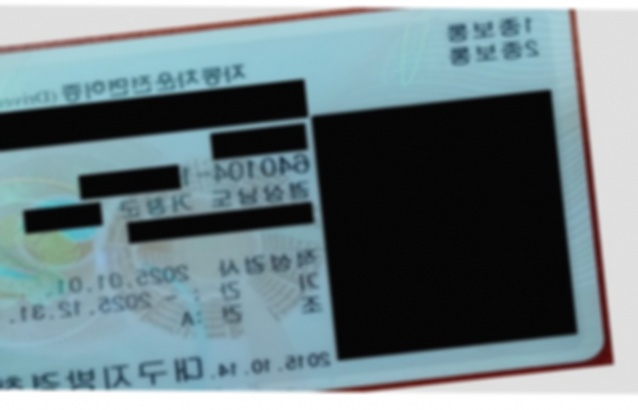 1종보통
2종보통
자동차운전면허증 (Driver
640104-1
경상남도 거창군
적성검사 2025.01.01.
기 간 : ~ 2025.12.31.
조 건 :A
2015. 10. 14. 대구지방경찰